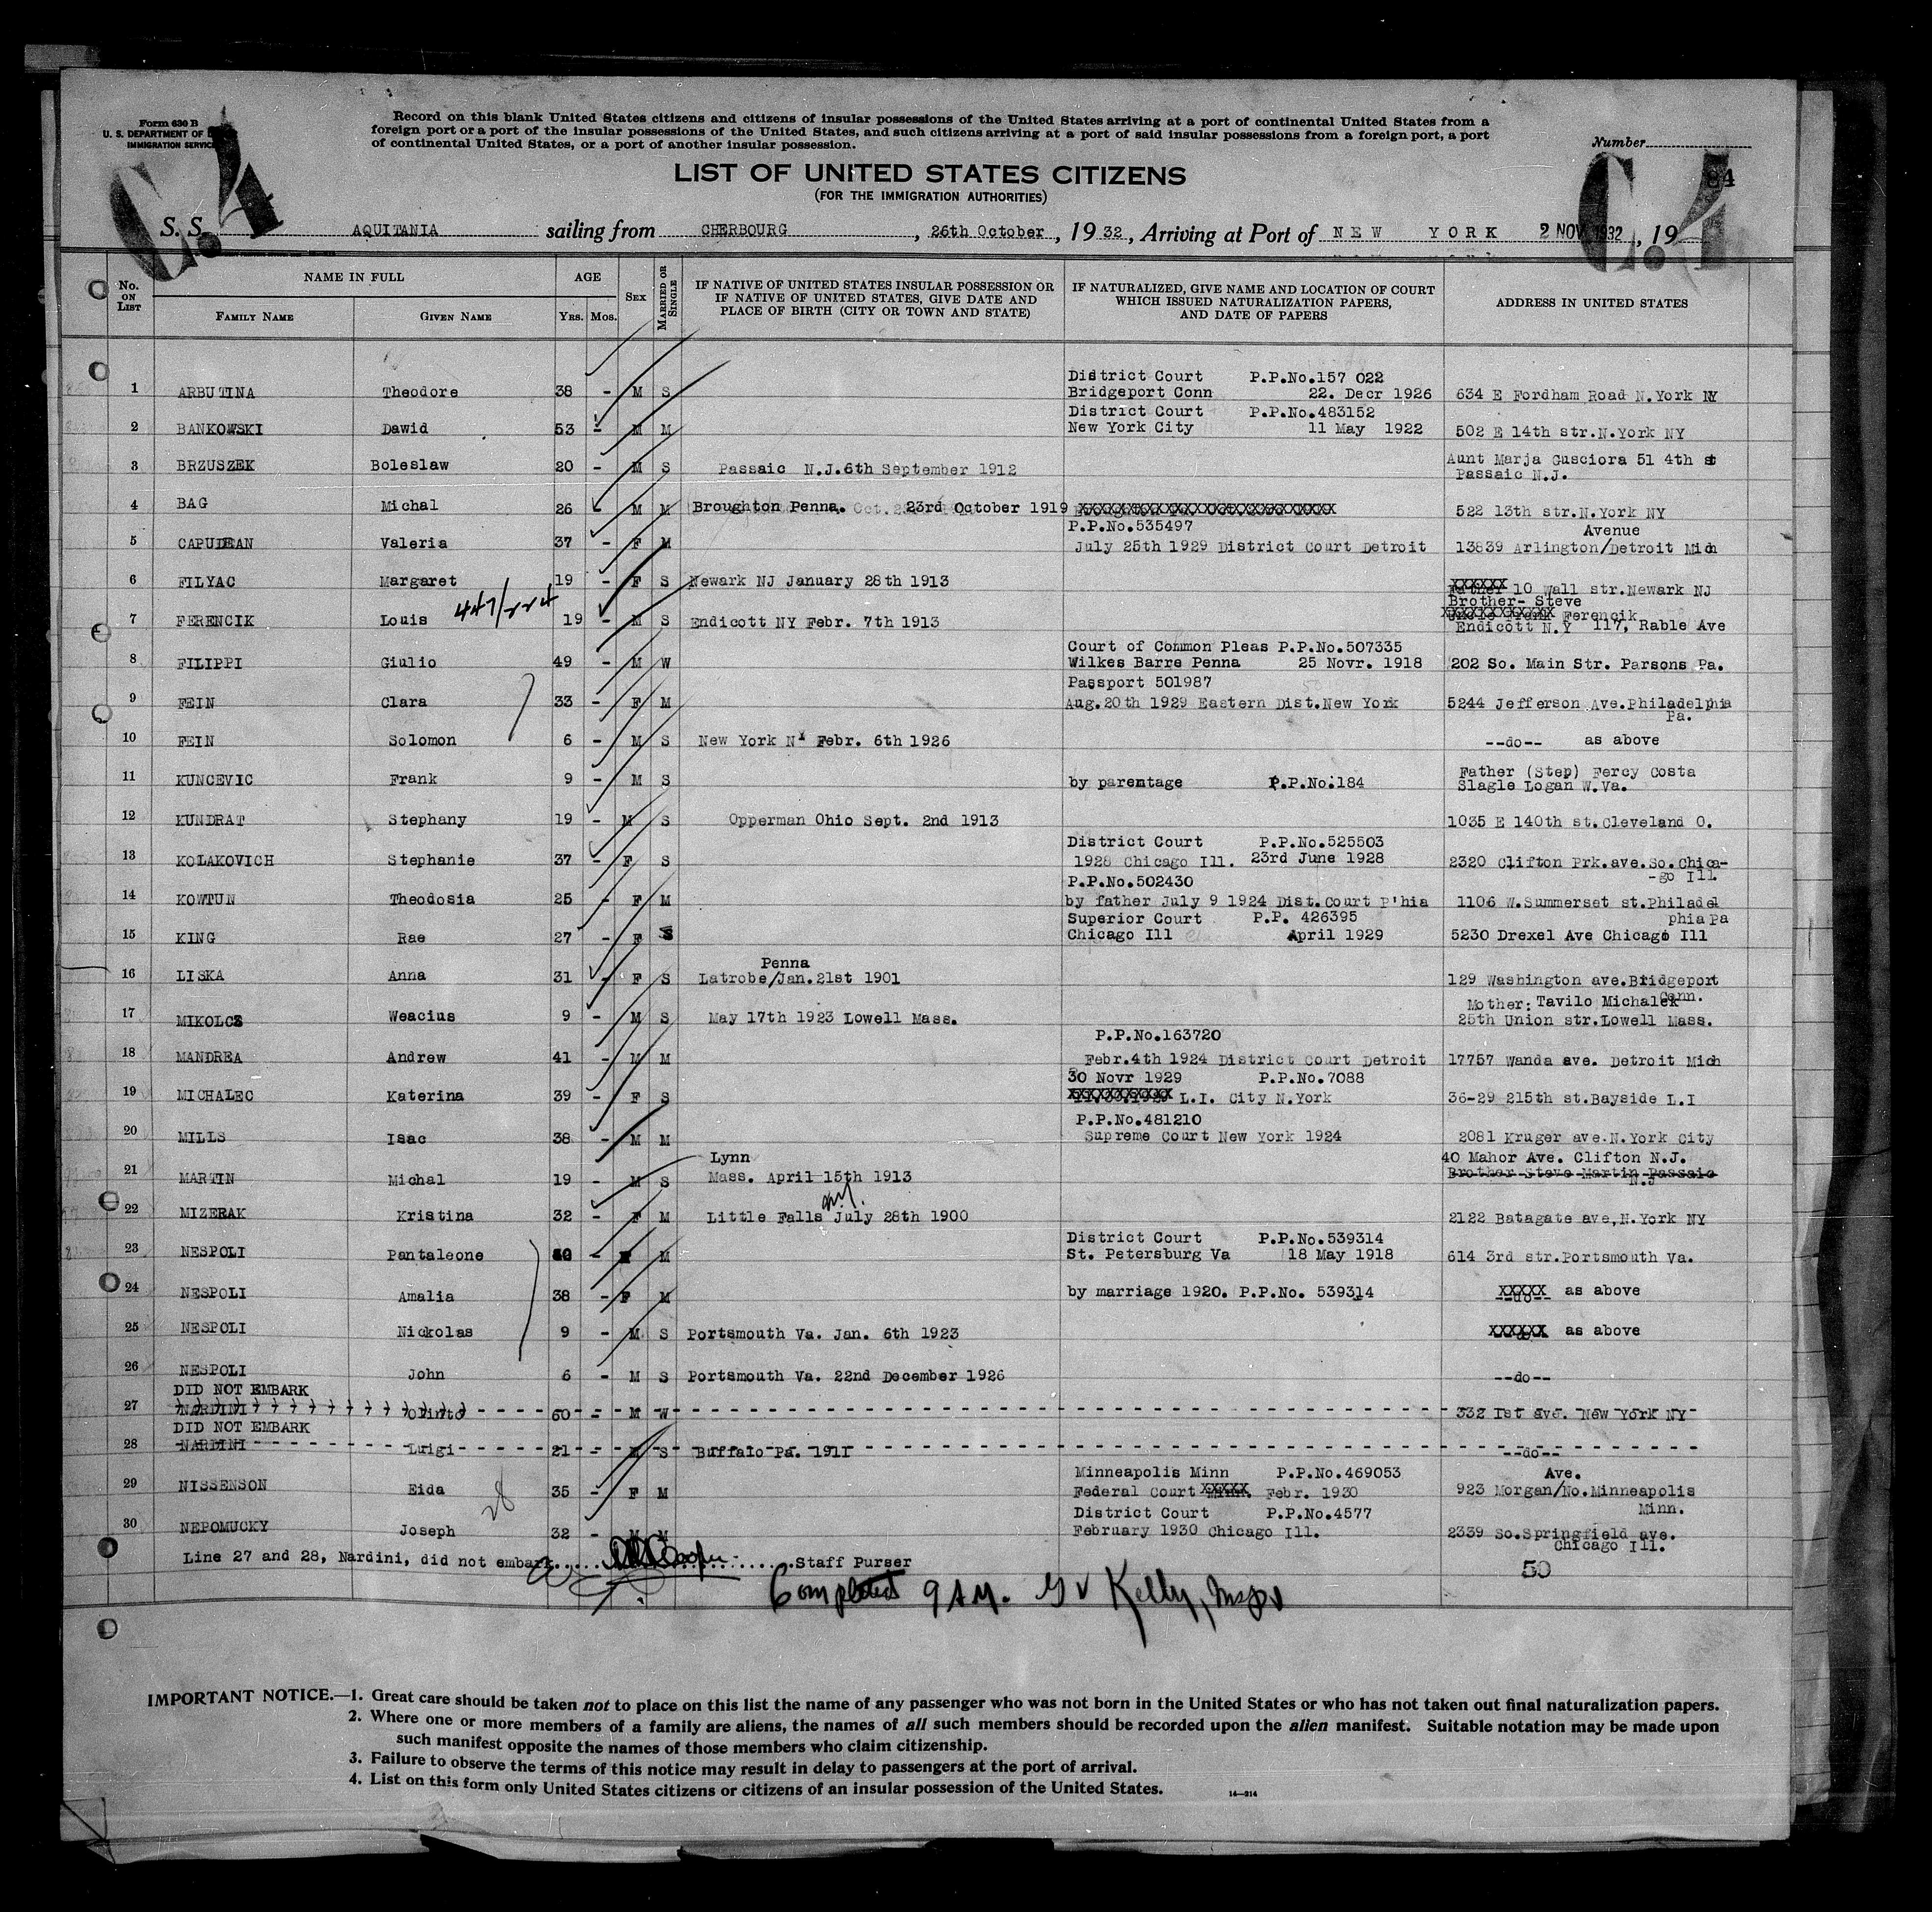 Form 630 B
U. S. DEPARTMENT OF
IMMIGRATION SERVICE
Record on this blank United States citizens and citizens of insular possessions of the United States arriving at a port of continental United States from a
foreign port or a port of the insular possessions of the United States, and such citizens arriving at a port of said insular possessions from a foreign port, a port
of continental United States, or a port of another insular possession.
Number
C.4
C.4
LIST OF UNITED STATES CITIZENS
(FOR THE IMMIGRATION AUTHORITIES)
S. S. AQUITANIA sailing from CHERBOURG, 26th October, 1932, Arriving at Port of NEW YORK 2 NOV 1932, 19
No. ON LIST
NAME IN FULL
FAMILY NAME
GIVEN NAME
AGE
YRS. MOS.
SEX
MARRIED OR SINGLE
IF NATIVE OF UNITED STATES INSULAR POSSESSION OR
IF NATIVE OF UNITED STATES, GIVE DATE AND
PLACE OF BIRTH (CITY OR TOWN AND STATE)
IF NATURALIZED, GIVE NAME AND LOCATION OF COURT
WHICH ISSUED NATURALIZATION PAPERS,
AND DATE OF PAPERS
ADDRESS IN UNITED STATES
District Court P.P.No.157 022
1 ARBUTINA Theodore 38 - M S Bridgeport Conn 22. Decr 1926 634 E Fordham Road N.York NY
District Court P.P.No.483152
2 BANKOWSKI Dawid 53 - M M New York City 11 May 1922 502 E 14th str.N.York NY
3 BRZUSZEK Boleslaw 20 - M S Passaic N.J.6th September 1912 Aunt Marja Gusciora 51 4th st
Passaic N.J.
4 BAG Michal 26 - M M Broughton Penna. 23rd October 1919 XXXXXXXXXXXXXXXXXXXXXXXXXXX 522 13th str.N.York NY
P.P.No.535497 Avenue
5 CAPUDEAN Valeria 37 - F M July 25th 1929 District Court Detroit 13839 Arlington/Detroit Mich
6 FILYAC Margaret 19 - F S Newark NJ January 28th 1913 XXXXXX 10 Wall str.Newark NJ
447/224
Brother- Steve
7 FERENCIK Louis 19 - M S Endicott NY Febr. 7th 1913 XXXXXXXXXXX Ferencik
Endicott N.Y 117, Rable Ave
Court of Common Pleas P.P.No.507335
8 FILIPPI Giulio 49 - M W Wilkes Barre Penna 25 Novr. 1918 202 So. Main Str. Parsons Pa.
Passport 501987
9 FEIN Clara 33 - F M Aug.20th 1929 Eastern Dist.New York 5244 Jefferson Ave.Philadelphia
Pa.
10 FEIN Solomon 6 - M S New York NY Febr. 6th 1926 --do-- as above
11 KUNCEVIC Frank 9 - M S by parentage P.P.No.184 Father (Step) Fercy Costa
Slagle Logan W.Va.
12 KUNDRAT Stephany 19 - M S Opperman Ohio Sept. 2nd 1913 1035 E 140th st.Cleveland O.
District Court P.P.No.525503
13 KOLAKOVICH Stephanie 37 - F S 1928 Chicago Ill. 23rd June 1928 2320 Clifton Prk.ave.So.Chica-
-go Ill
P.P.No.502430
14 KOWTUN Theodosia 25 - F M by father July 9 1924 Dist.Court P'hia 1106 W.Summerset st.Philadel
phia Pa
Superior Court P.P. 426395
15 KING Rae 27 - F S Chicago Ill April 1929 5230 Drexel Ave Chicago Ill
Penna
16 LISKA Anna 31 - F S Latrobe/Jan.21st 1901 129 Washington ave.Bridgeport
Conn.
17 MIKOLCS Weacius 9 - M S May 17th 1923 Lowell Mass. Mother: Tavilo Michalek
25th Union str.Lowell Mass.
P.P.No.163720
18 MANDREA Andrew 41 - M M Febr.4th 1924 District Court Detroit 17757 Wanda ave. Detroit Mich
30 Novr 1929 P.P.No.7088
19 MICHALEC Katerina 39 - F S XXXXXXXXXXX L.I. City N.York 36-29 215th st.Bayside L.I
P.P.No.481210
20 MILLS Isac 38 - M M Supreme Court New York 1924 2081 Kruger ave.N.York City
Lynn 40 Mahor Ave. Clifton N.J.
21 MARTIN Michal 19 - M S Mass. April 15th 1913 Brother Steve Martin Passaic
N.J
22 MIZERAK Kristina 32 - F M Little Falls July 28th 1900 2122 Batagate ave,N.York NY
District Court P.P.No.539314
23 NESPOLI Pantaleone 40 - M St. Petersburg Va 18 May 1918 614 3rd str.Portsmouth Va.
24 NESPOLI Amalia 38 - F M by marriage 1920. P.P.No. 539314 XXXXX as above
25 NESPOLI Nickolas 9 - M S Portsmouth Va. Jan. 6th 1923 XXXXXX as above
26 NESPOLI John 6 - M S Portsmouth Va. 22nd December 1926 --do--
DID NOT EMBARK
27 NARDINI Olinto 60 - M W 332 Ist ave. New York NY
DID NOT EMBARK
28 NARDINI Luigi 21 - M S Buffalo Pa. 1911 --do--
Minneapolis Minn P.P.No.469053 Ave.
29 NISSENSON Eida 35 - F M Federal Court XXXXX Febr. 1930 923 Morgan/No.Minneapolis
Minn.
28
District Court P.P.No.4577
30 NEPOMUCKY Joseph 32 - M M February 1930 Chicago Ill. 2339 So.Springfield ave.
Chicago Ill.
Line 27 and 28, Nardini, did not embark..... Cooper ............Staff Purser
50
Completed 9 AM. G V Kelly, Insp
IMPORTANT NOTICE.—1. Great care should be taken not to place on this list the name of any passenger who was not born in the United States or who has not taken out final naturalization papers.
2. Where one or more members of a family are aliens, the names of all such members should be recorded upon the alien manifest. Suitable notation may be made upon
such manifest opposite the names of those members who claim citizenship.
3. Failure to observe the terms of this notice may result in delay to passengers at the port of arrival.
4. List on this form only United States citizens or citizens of an insular possession of the United States.
14—214